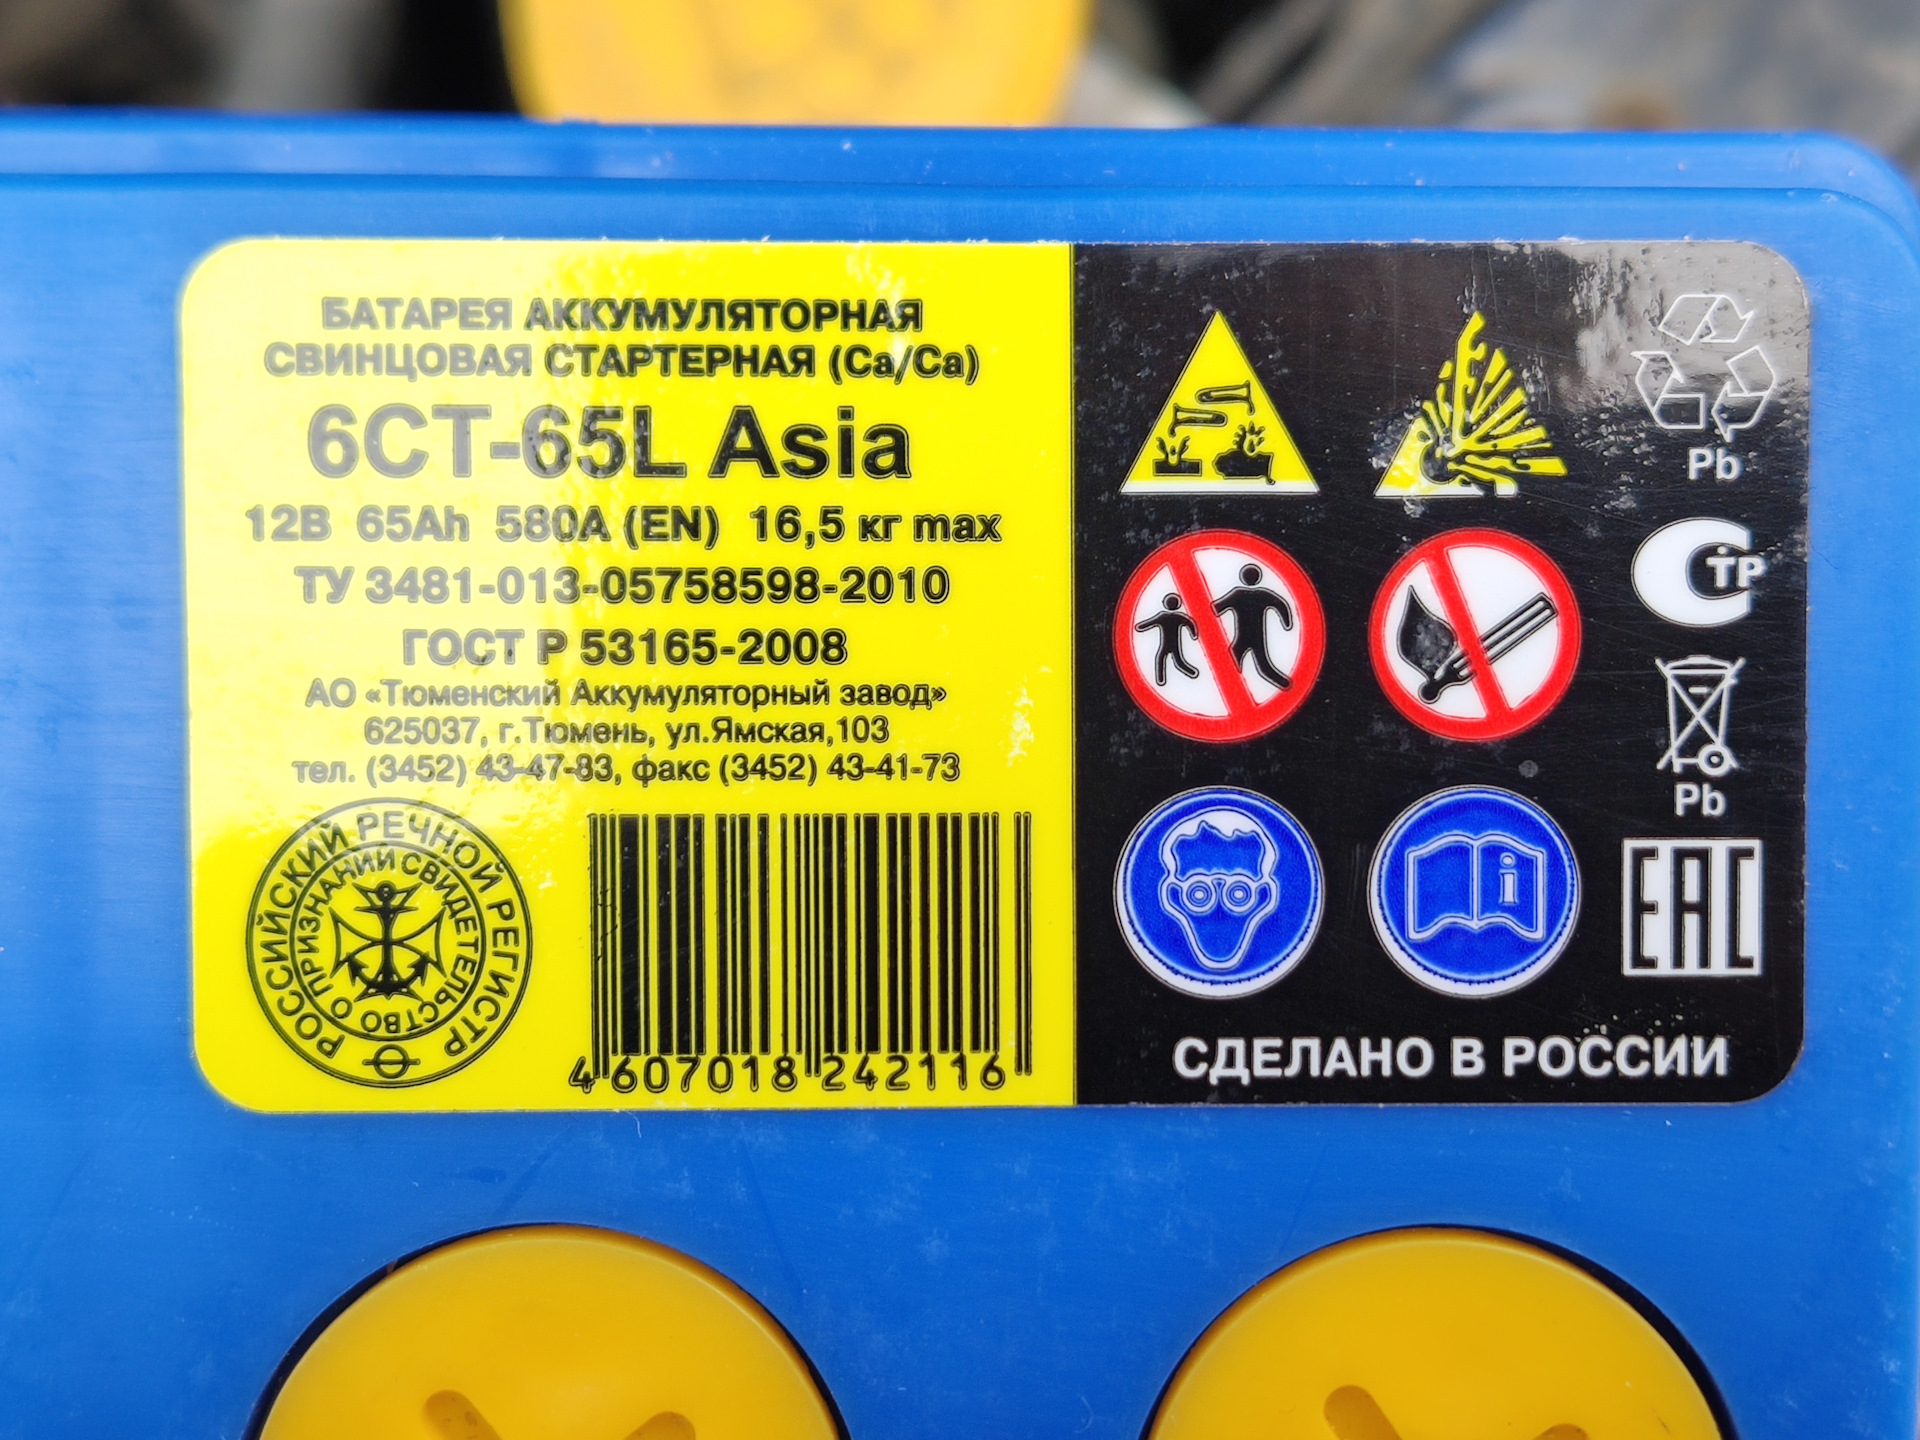 БАТАРЕЯ АККУМУЛЯТОРНАЯ
СВИНЦОВАЯ СТАРТЕРНАЯ (Ca/Ca)
6СТ-65L Asia
12В 65Ah 580А (EN) 16,5 кг max
ТУ 3481-013-05758598-2010
ГОСТ Р 53165-2008
АО «Тюменский Аккумуляторный завод»
625037, г.Тюмень, ул.Ямская,103
тел. (3452) 43-47-83, факс (3452) 43-41-73
РОССИЙСКИЙ РЕЧНОЙ РЕГИСТР
СВИДЕТЕЛЬСТВО О ПРИЗНАНИИ
4 607018 242116
Pb
СТР
Pb
i
EAC
СДЕЛАНО В РОССИИ